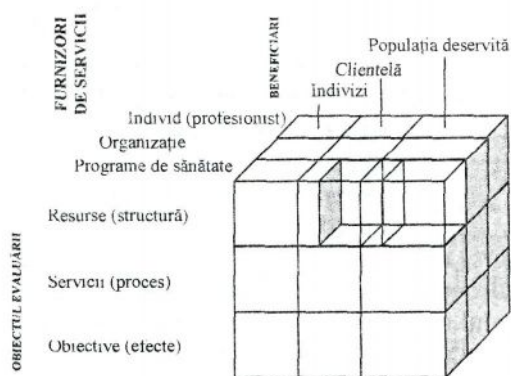 FURNIZORI
DE SERVICII
BENEFICIARI
Populația deservită
Clientelă
Indivizi
Individ (profesionist)
Organizație
Programe de sănătate
OBIECTUL EVALUĂRII
Resurse (structură)
Servicii (proces)
Obiective (efecte)